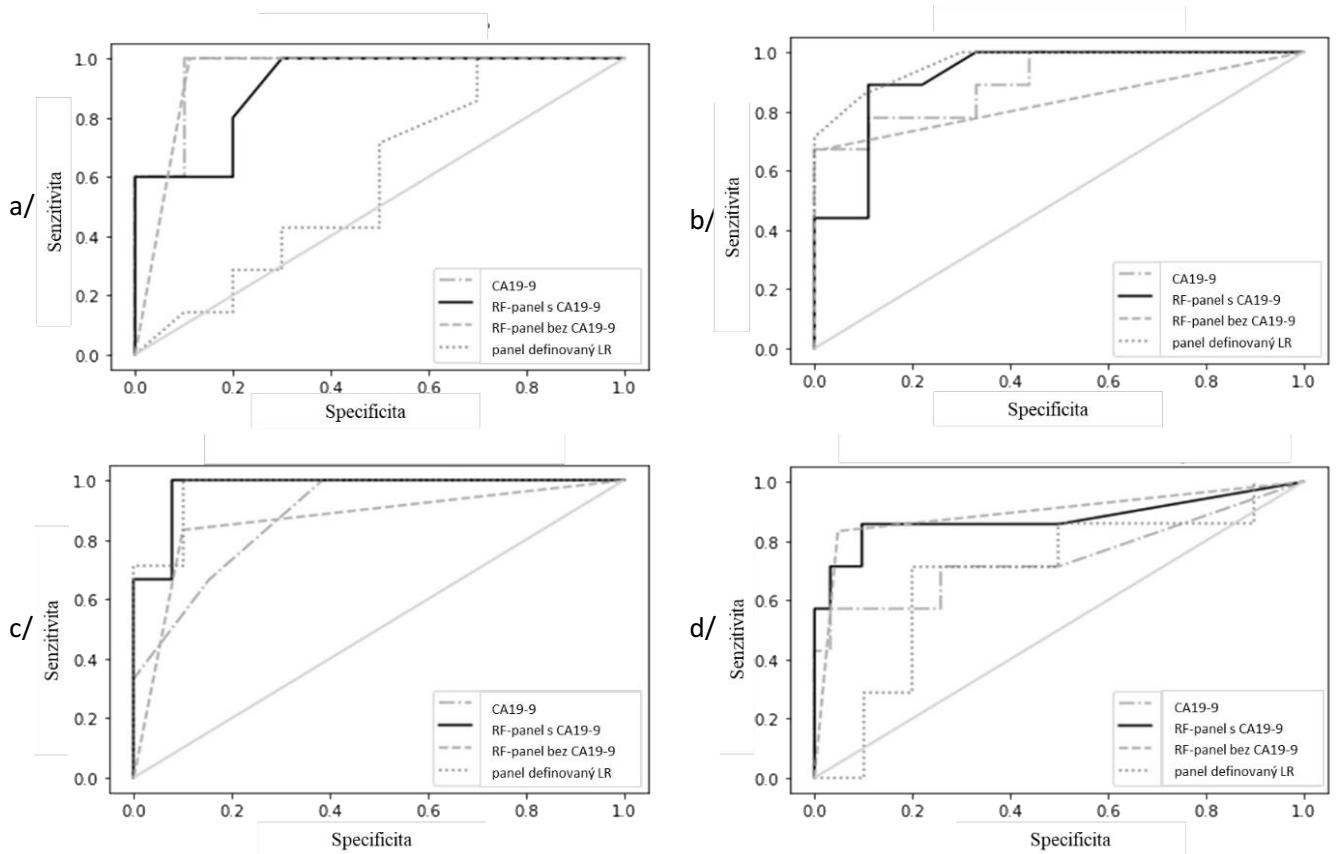 a/
Senzitivita
1.0
0.8
0.6
0.4
0.2
0.0
CA19-9
RF-panel s CA19-9
RF-panel bez CA19-9
panel definovaný LR
0.0 0.2 0.4 0.6 0.8 1.0
Specificita
b/
Senzitivita
1.0
0.8
0.6
0.4
0.2
0.0
CA19-9
RF-panel s CA19-9
RF-panel bez CA19-9
panel definovaný LR
0.0 0.2 0.4 0.6 0.8 1.0
Specificita
c/
Senzitivita
1.0
0.8
0.6
0.4
0.2
0.0
CA19-9
RF-panel s CA19-9
RF-panel bez CA19-9
panel definovaný LR
0.0 0.2 0.4 0.6 0.8 1.0
Specificita
d/
Senzitivita
1.0
0.8
0.6
0.4
0.2
0.0
CA19-9
RF-panel s CA19-9
RF-panel bez CA19-9
panel definovaný LR
0.0 0.2 0.4 0.6 0.8 1.0
Specificita